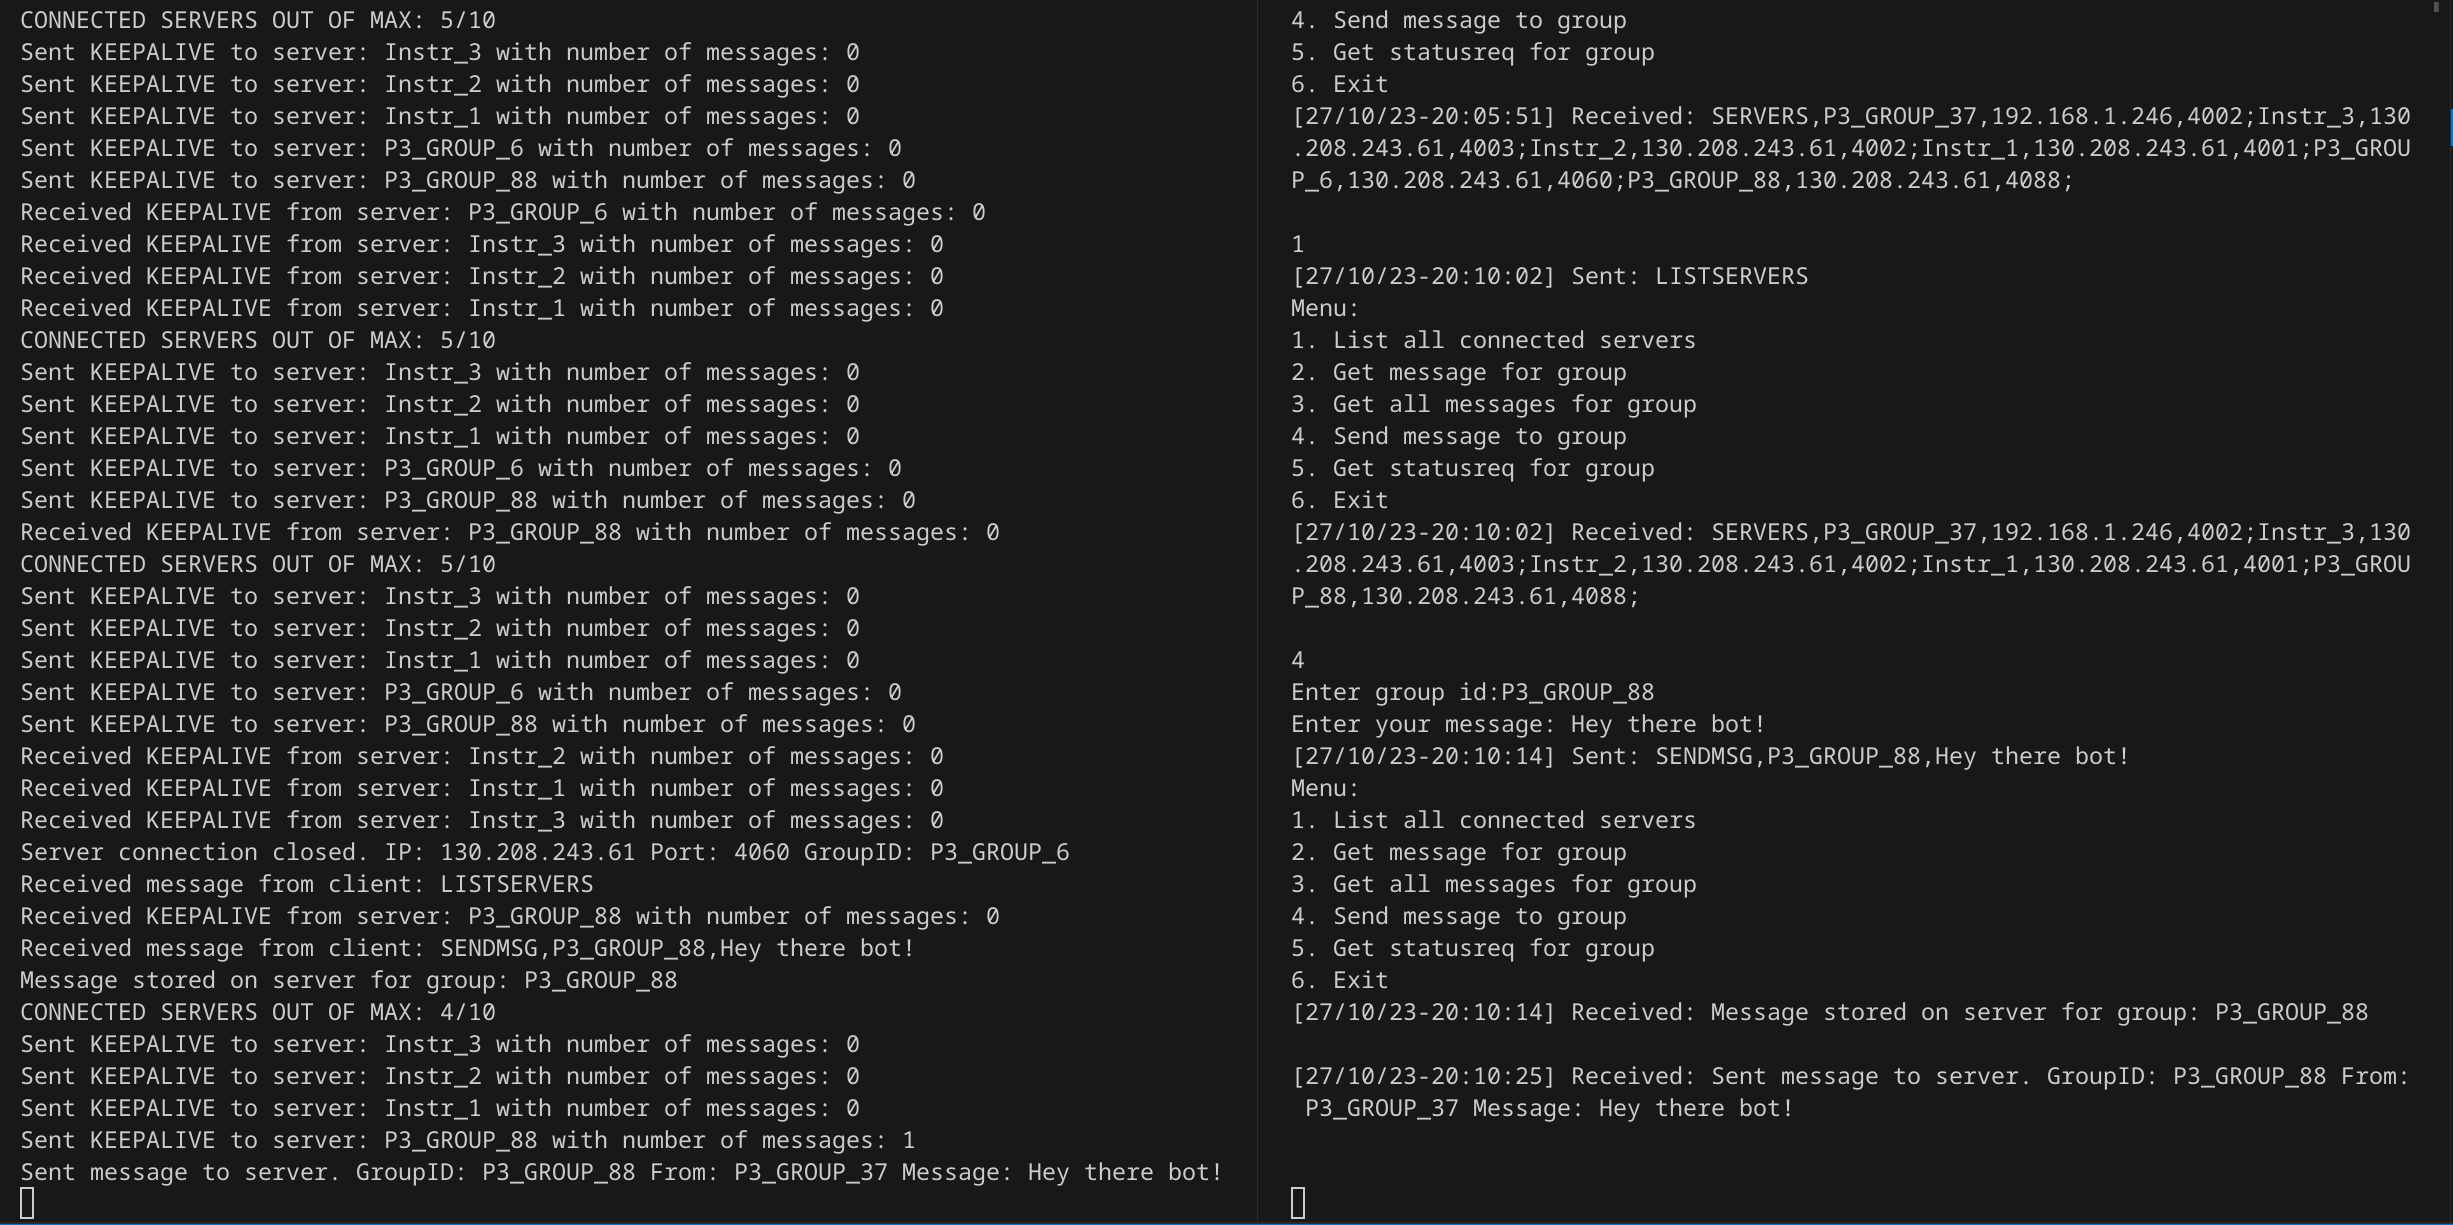 CONNECTED SERVERS OUT OF MAX: 5/10
Sent KEEPALIVE to server: Instr_3 with number of messages: 0
Sent KEEPALIVE to server: Instr_2 with number of messages: 0
Sent KEEPALIVE to server: Instr_1 with number of messages: 0
Sent KEEPALIVE to server: P3_GROUP_6 with number of messages: 0
Sent KEEPALIVE to server: P3_GROUP_88 with number of messages: 0
Received KEEPALIVE from server: P3_GROUP_6 with number of messages: 0
Received KEEPALIVE from server: Instr_3 with number of messages: 0
Received KEEPALIVE from server: Instr_2 with number of messages: 0
Received KEEPALIVE from server: Instr_1 with number of messages: 0
CONNECTED SERVERS OUT OF MAX: 5/10
Sent KEEPALIVE to server: Instr_3 with number of messages: 0
Sent KEEPALIVE to server: Instr_2 with number of messages: 0
Sent KEEPALIVE to server: Instr_1 with number of messages: 0
Sent KEEPALIVE to server: P3_GROUP_6 with number of messages: 0
Sent KEEPALIVE to server: P3_GROUP_88 with number of messages: 0
Received KEEPALIVE from server: P3_GROUP_88 with number of messages: 0
CONNECTED SERVERS OUT OF MAX: 5/10
Sent KEEPALIVE to server: Instr_3 with number of messages: 0
Sent KEEPALIVE to server: Instr_2 with number of messages: 0
Sent KEEPALIVE to server: Instr_1 with number of messages: 0
Sent KEEPALIVE to server: P3_GROUP_6 with number of messages: 0
Sent KEEPALIVE to server: P3_GROUP_88 with number of messages: 0
Received KEEPALIVE from server: Instr_2 with number of messages: 0
Received KEEPALIVE from server: Instr_1 with number of messages: 0
Received KEEPALIVE from server: Instr_3 with number of messages: 0
Server connection closed. IP: 130.208.243.61 Port: 4060 GroupID: P3_GROUP_6
Received message from client: LISTSERVERS
Received KEEPALIVE from server: P3_GROUP_88 with number of messages: 0
Received message from client: SENDMSG,P3_GROUP_88,Hey there bot!
Message stored on server for group: P3_GROUP_88
CONNECTED SERVERS OUT OF MAX: 4/10
Sent KEEPALIVE to server: Instr_3 with number of messages: 0
Sent KEEPALIVE to server: Instr_2 with number of messages: 0
Sent KEEPALIVE to server: Instr_1 with number of messages: 0
Sent KEEPALIVE to server: P3_GROUP_88 with number of messages: 1
Sent message to server. GroupID: P3_GROUP_88 From: P3_GROUP_37 Message: Hey there bot!
4. Send message to group
5. Get statusreq for group
6. Exit
[27/10/23-20:05:51] Received: SERVERS,P3_GROUP_37,192.168.1.246,4002;Instr_3,130
.208.243.61,4003;Instr_2,130.208.243.61,4002;Instr_1,130.208.243.61,4001;P3_GROU
P_6,130.208.243.61,4060;P3_GROUP_88,130.208.243.61,4088;
1
[27/10/23-20:10:02] Sent: LISTSERVERS
Menu:
1. List all connected servers
2. Get message for group
3. Get all messages for group
4. Send message to group
5. Get statusreq for group
6. Exit
[27/10/23-20:10:02] Received: SERVERS,P3_GROUP_37,192.168.1.246,4002;Instr_3,130
.208.243.61,4003;Instr_2,130.208.243.61,4002;Instr_1,130.208.243.61,4001;P3_GROU
P_88,130.208.243.61,4088;
4
Enter group id:P3_GROUP_88
Enter your message: Hey there bot!
[27/10/23-20:10:14] Sent: SENDMSG,P3_GROUP_88,Hey there bot!
Menu:
1. List all connected servers
2. Get message for group
3. Get all messages for group
4. Send message to group
5. Get statusreq for group
6. Exit
[27/10/23-20:10:14] Received: Message stored on server for group: P3_GROUP_88
[27/10/23-20:10:25] Received: Sent message to server. GroupID: P3_GROUP_88 From:
P3_GROUP_37 Message: Hey there bot!